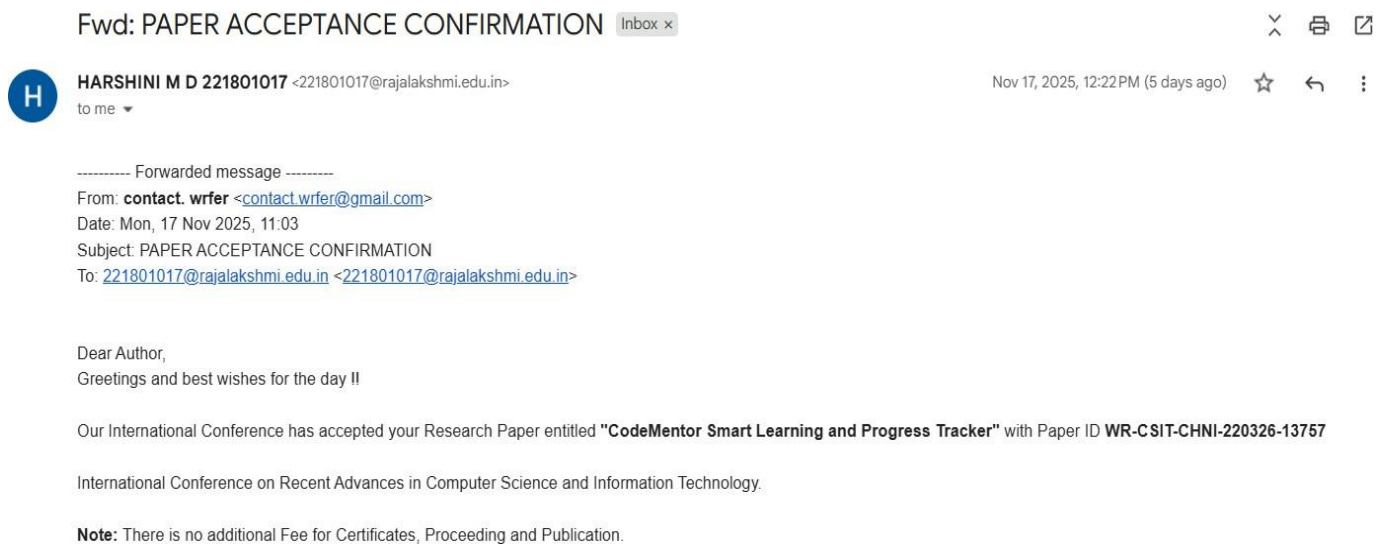 Fwd: PAPER ACCEPTANCE CONFIRMATION Inbox ×
H
HARSHINI M D 221801017 <221801017@rajalakshmi.edu.in> Nov 17, 2025, 12:22 PM (5 days ago)
to me
---------- Forwarded message ---------
From: contact. wrfer <contact.wrfer@gmail.com>
Date: Mon, 17 Nov 2025, 11:03
Subject: PAPER ACCEPTANCE CONFIRMATION
To: 221801017@rajalakshmi.edu.in <221801017@rajalakshmi.edu.in>
Dear Author,
Greetings and best wishes for the day !!
Our International Conference has accepted your Research Paper entitled "CodeMentor Smart Learning and Progress Tracker" with Paper ID WR-CSIT-CHNI-220326-13757
International Conference on Recent Advances in Computer Science and Information Technology.
Note: There is no additional Fee for Certificates, Proceeding and Publication.